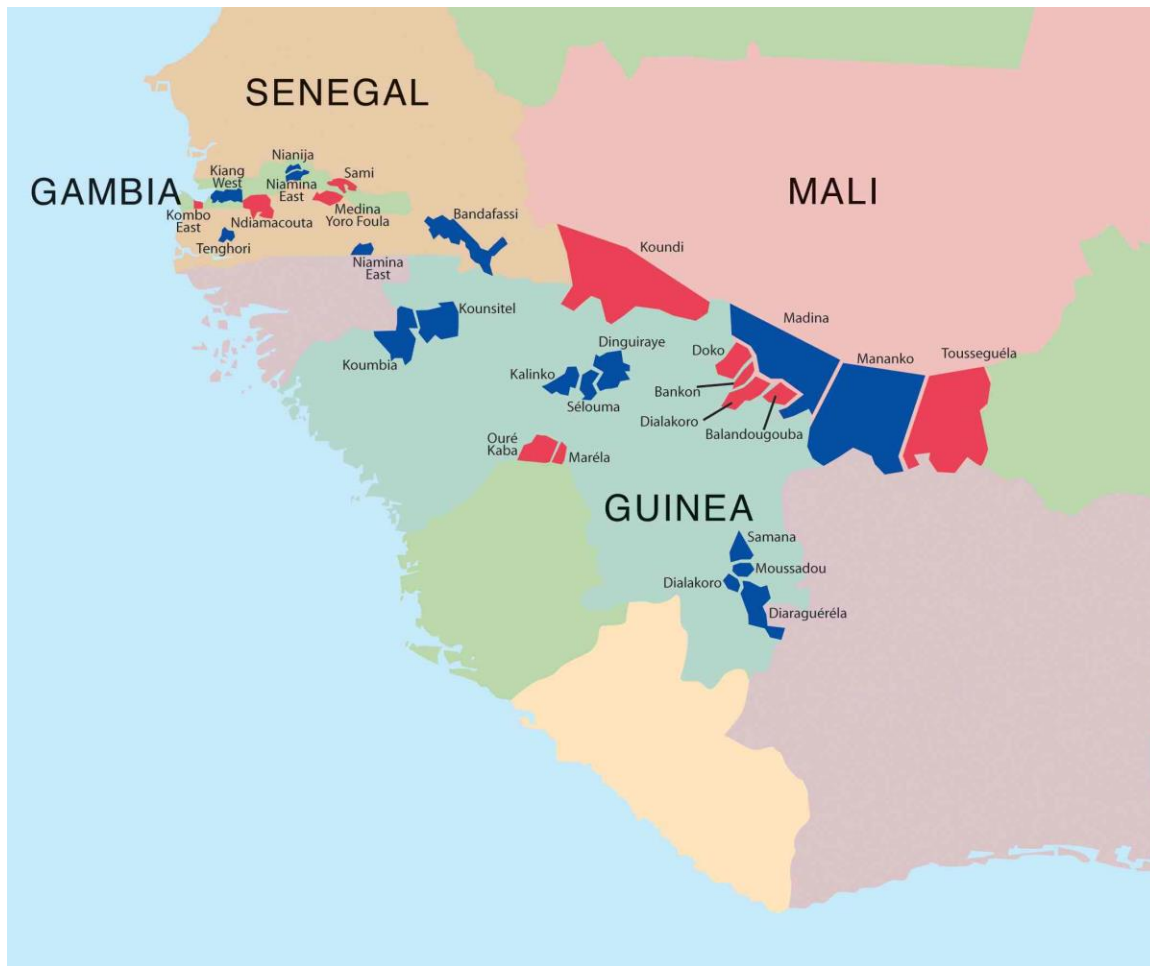 SENEGAL
Nianija
Kiang
West
Sami
GAMBIA
Niamina
East
MALI
Kombo
East
Ndiamacouta
Medina
Yoro Foula
Bandafassi
Tenghori
Niamina
East
Koundi
Kounsitel
Madina
Koumbia
Dinguiraye
Doko
Mananko
Tousseguéla
Kalinko
Bankon
Sélouma
Dialakoro
Balandougouba
Ouré
Kaba
Maréla
GUINEA
Samana
Moussadou
Dialakoro
Diaraguéréla